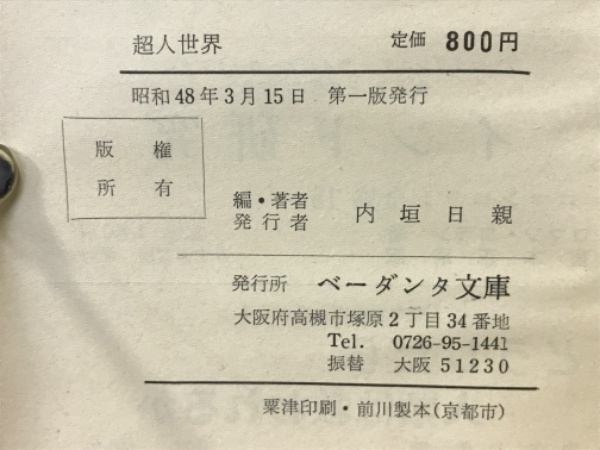 超人世界 定価 800円
昭和48年3月15日 第一版発行
版権
所有
編・著者
発行者
内垣日親
発行所 ベーダンタ文庫
大阪府高槻市塚原2丁目34番地
Tel. 0726-95-1441
振替 大阪 51230
粟津印刷・前川製本(京都市)